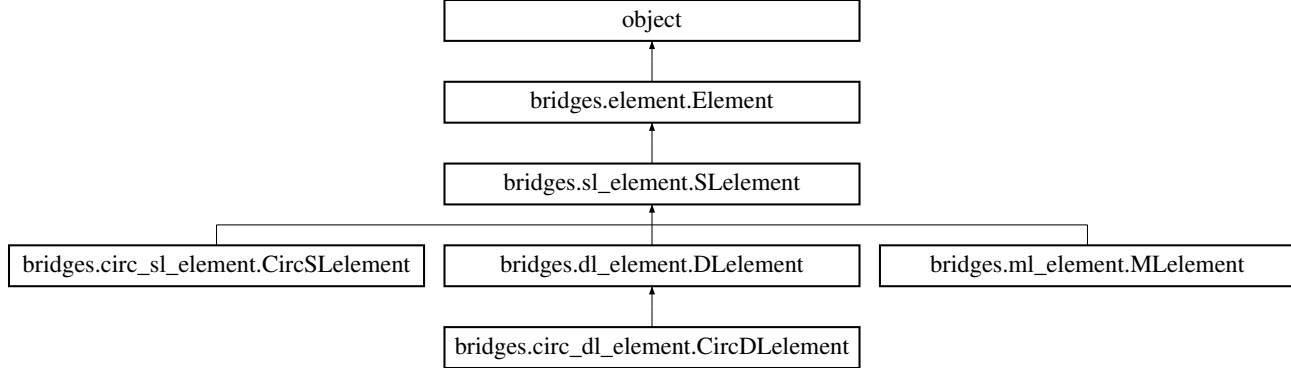 object
bridges.element.Element
bridges.sl_element.SLelement
bridges.circ_sl_element.CircSLelement
bridges.dl_element.DLelement
bridges.ml_element.MLelement
bridges.circ_dl_element.CircDLelement